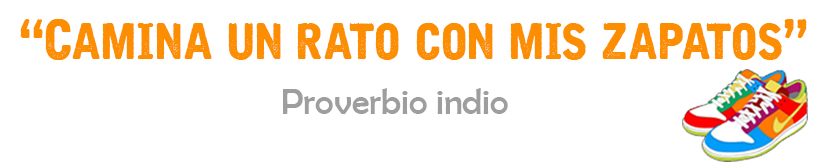 “Camina un rato con mis zapatos”
Proverbio indio